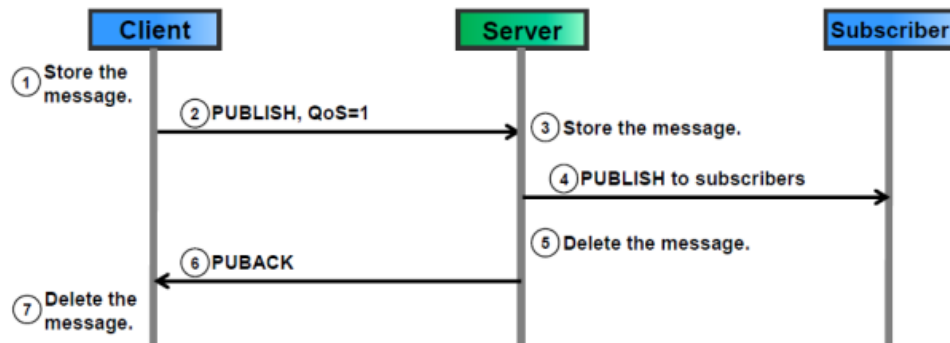 Client
Server
Subscriber
1 Store the
message.
2 PUBLISH, QoS=1
3 Store the message.
4 PUBLISH to subscribers
5 Delete the message.
6 PUBACK
7 Delete the
message.